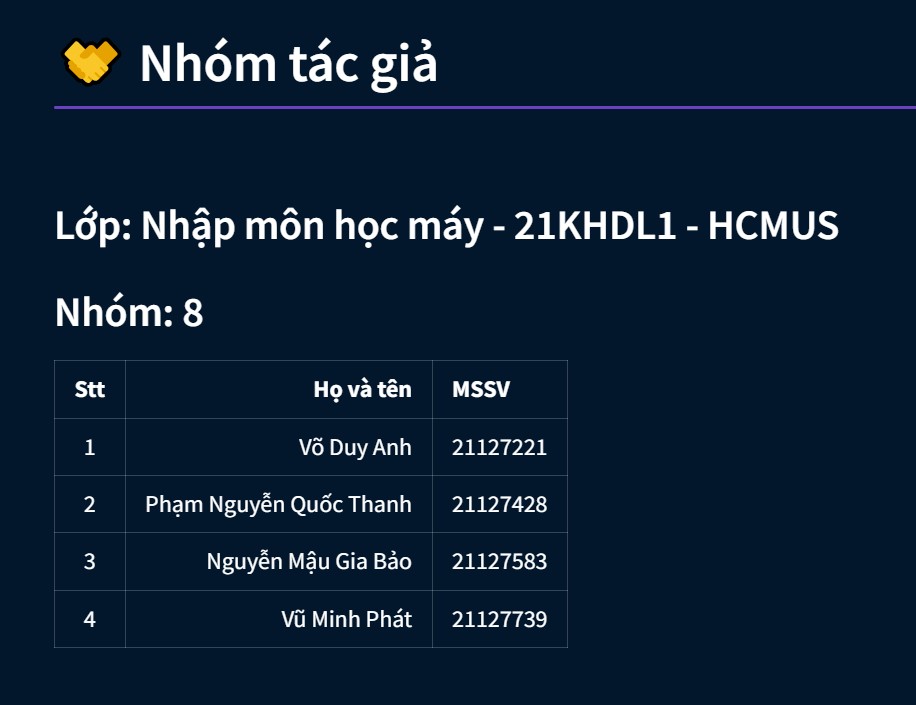 Nhóm tác giả
Lớp: Nhập môn học máy - 21KHDL1 - HCMUS
Nhóm: 8
Stt Họ và tên MSSV
1 Võ Duy Anh 21127221
2 Phạm Nguyễn Quốc Thanh 21127428
3 Nguyễn Mậu Gia Bảo 21127583
4 Vũ Minh Phát 21127739